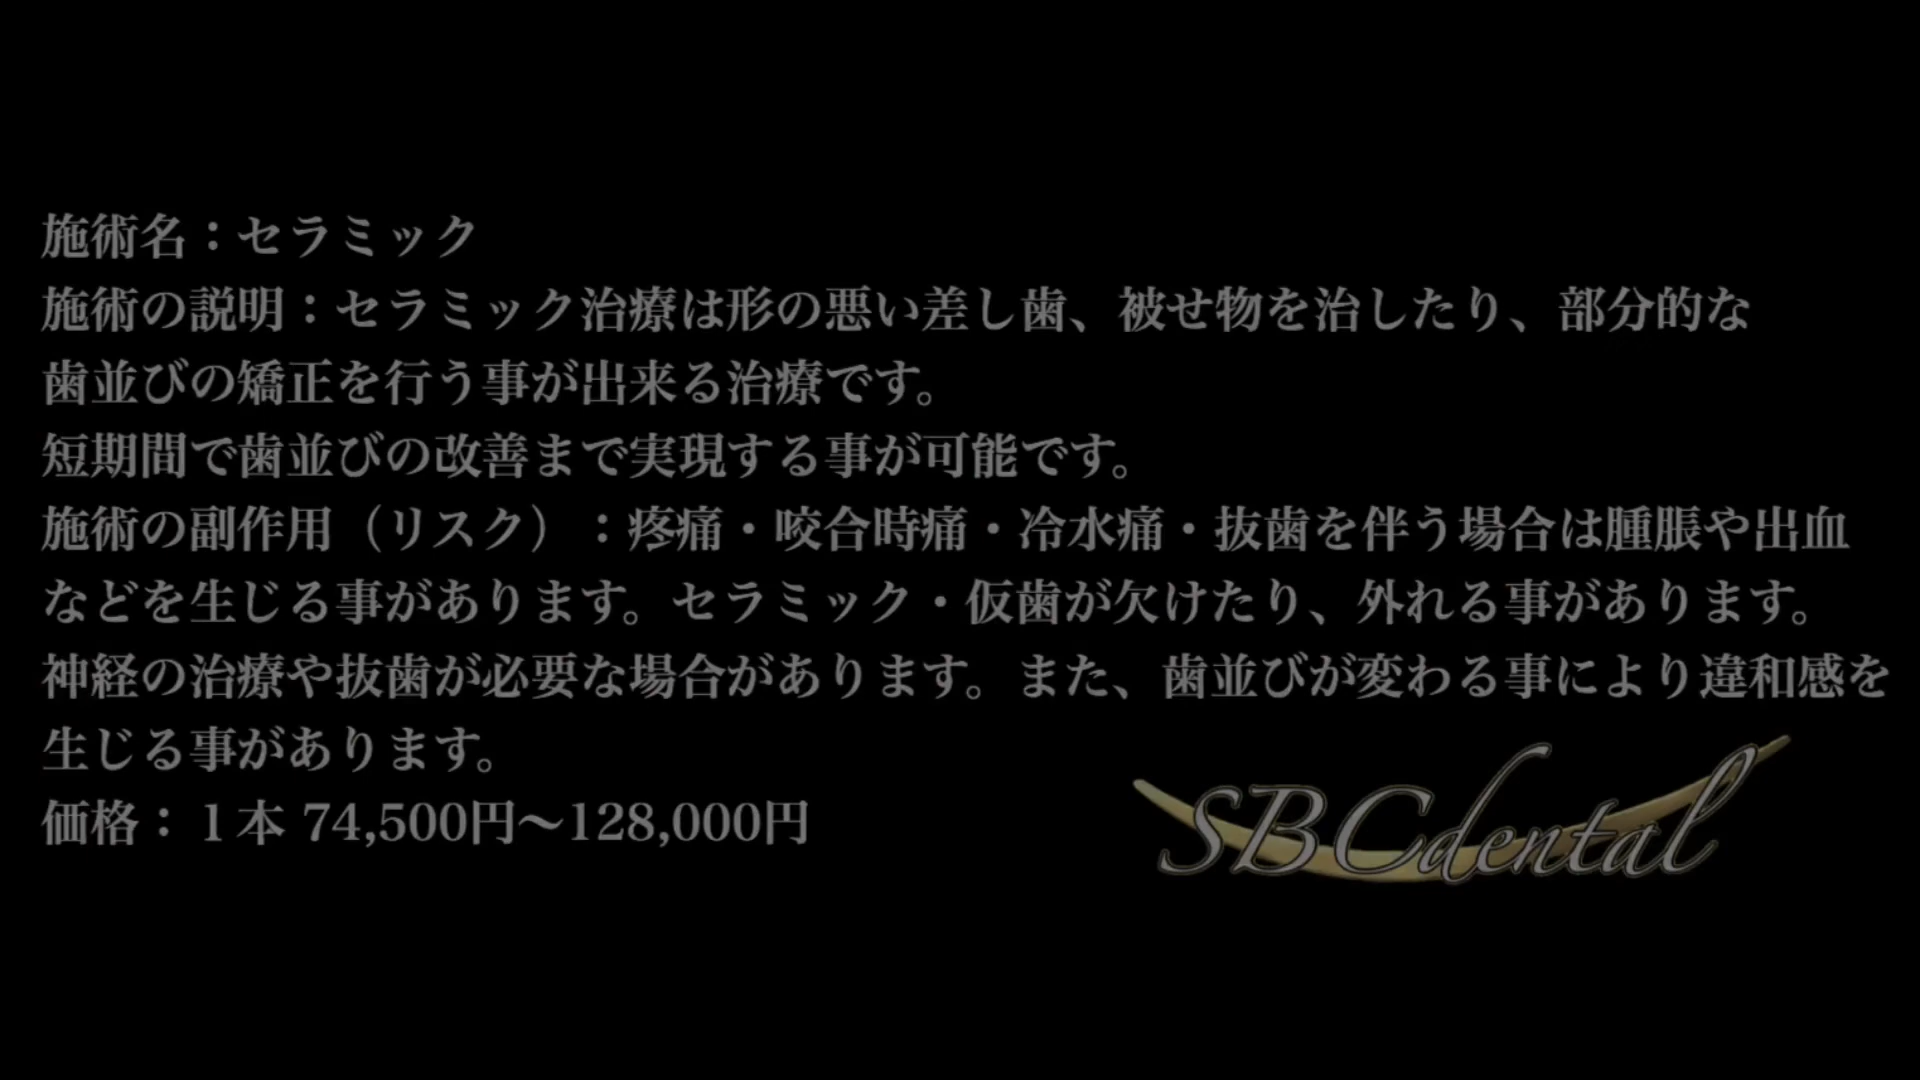 施術名：セラミック
施術の説明：セラミック治療は形の悪い差し歯、被せ物を治したり、部分的な
歯並びの矯正を行う事が出来る治療です。
短期間で歯並びの改善まで実現する事が可能です。
施術の副作用（リスク）：疼痛・咬合時痛・冷水痛・抜歯を伴う場合は腫脹や出血
などを生じる事があります。セラミック・仮歯が欠けたり、外れる事があります。
神経の治療や抜歯が必要な場合があります。また、歯並びが変わる事により違和感を
生じる事があります。
価格：１本 74,500円〜128,000円
SBCdental